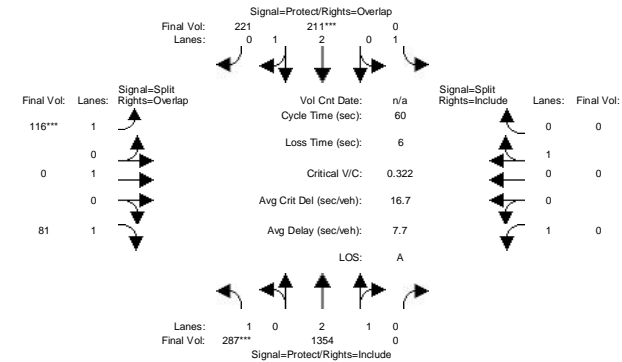 Signal=Protect/Rights=Overlap
Final Vol: 221 211*** 0
Lanes: 0 1 2 0 1
Signal=Split
Final Vol: Lanes: Rights=Overlap
Vol Cnt Date: n/a
Signal=Split
Rights=Include Lanes: Final Vol:
Cycle Time (sec): 60
116*** 1 0 0
Loss Time (sec): 6
0 1
0 1 Critical V/C: 0.322 0 0
0 Avg Crit Del (sec/veh): 16.7 0
81 1 Avg Delay (sec/veh): 7.7 1 0
LOS: A
Lanes: 1 0 2 1 0
Final Vol: 287*** 1354 0
Signal=Protect/Rights=Include